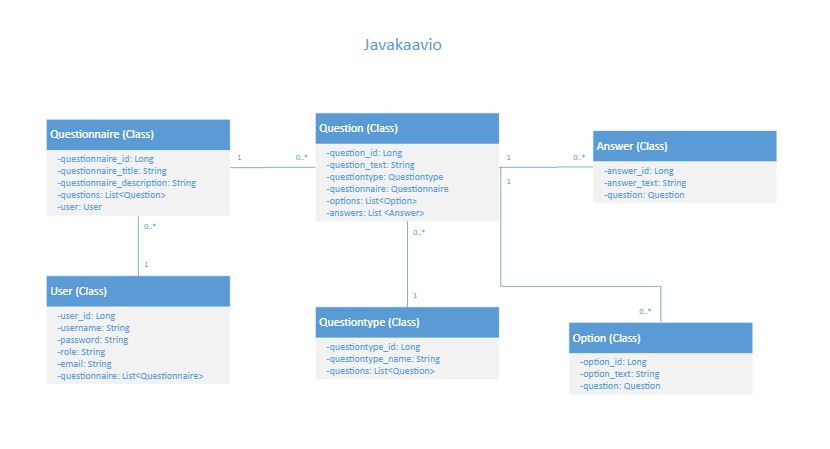 Javakaavio
Questionnaire (Class)
-questionnaire_id: Long
-questionnaire_title: String
-questionnaire_description: String
-questions: List<Question>
-user: User
1
0..*
Question (Class)
-question_id: Long
-question_text: String
-questiontype: Questiontype
-questionnaire: Questionnaire
-options: List<Option>
-answers: List <Answer>
1
0..*
1
Answer (Class)
-answer_id: Long
-answer_text: String
-question: Question
0..*
1
0..*
1
0..*
User (Class)
-user_id: Long
-username: String
-password: String
-role: String
-email: String
-questionnaire: List<Questionnaire>
Questiontype (Class)
-questiontype_id: Long
-questiontype_name: String
-questions: List<Question>
Option (Class)
-option_id: Long
-option_text: String
-question: Question